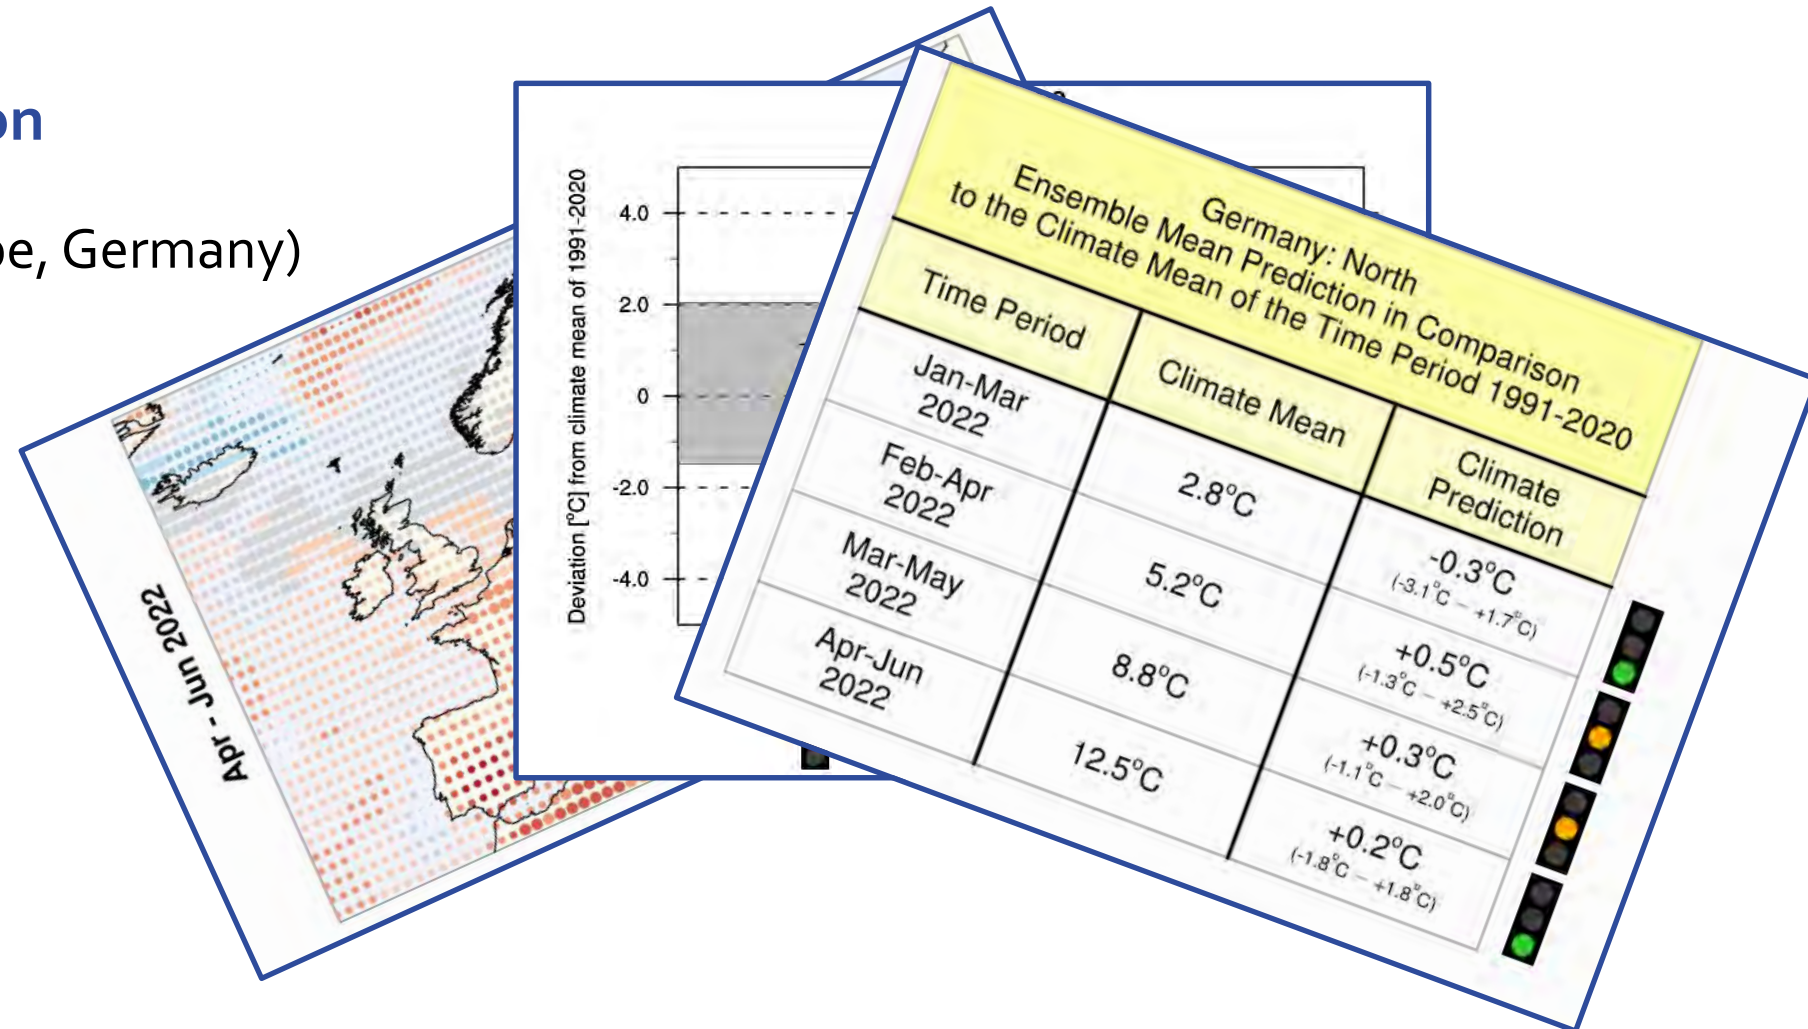 on
pe, Germany)
Apr - Jun 2022
Deviation [°C] from climate mean of 1991-2020
4.0
2.0
0
-2.0
-4.0
Germany: North
Ensemble Mean Prediction in Comparison
to the Climate Mean of the Time Period 1991-2020
Time Period
Climate Mean
Climate
Prediction
Jan-Mar
2022
2.8°C
-0.3°C
(-3.1°C - +1.7°C)
Feb-Apr
2022
5.2°C
+0.5°C
(-1.3°C - +2.5°C)
Mar-May
2022
8.8°C
+0.3°C
(-1.1°C - +2.0°C)
Apr-Jun
2022
12.5°C
+0.2°C
(-1.8°C - +1.8°C)